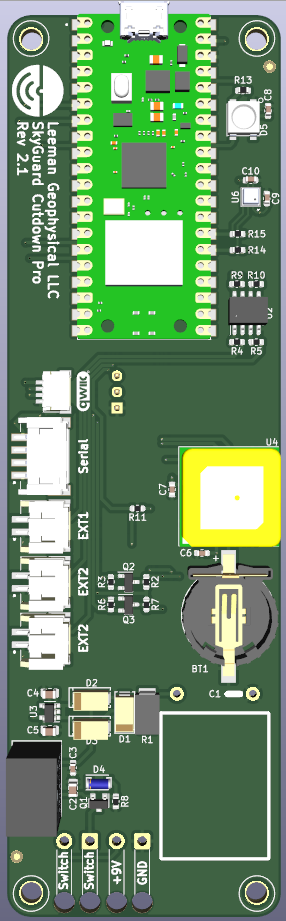 Leeman Geophysical LLC
SkyGuard Cutdown Pro
Rev 2.1
R13
C8
D5
C10
U6
C9
R15
R14
R9 R10
R4 R5
qwiic
Serial
U4
C7
EXT1
R11
C6
+
EXT2
Q2
R3
R2
R6
R7
Q3
EXT2
BT1
D2
C4
C1
U3
C5
D1
R1
C3
D4
C2
Q1
R8
Switch
Switch
+9V
GND